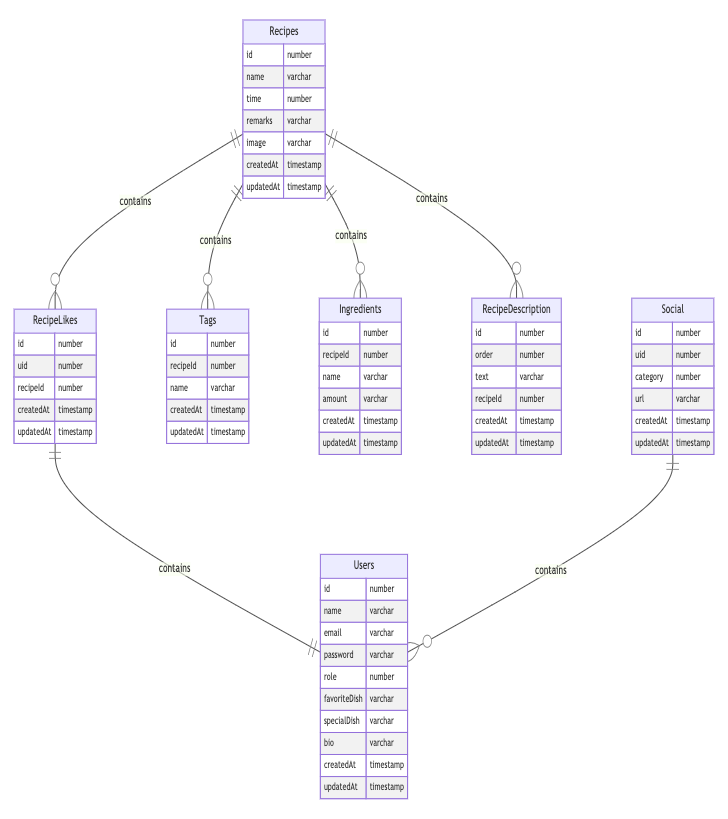 Recipes
id number
name varchar
time number
remarks varchar
image varchar
createdAt timestamp
updatedAt timestamp
contains
contains
contains
contains
RecipeLikes
id number
uid number
recipeId number
createdAt timestamp
updatedAt timestamp
Tags
id number
recipeId number
name varchar
createdAt timestamp
updatedAt timestamp
Ingredients
id number
recipeId number
name varchar
amount varchar
createdAt timestamp
updatedAt timestamp
RecipeDescription
id number
order number
text varchar
recipeId number
createdAt timestamp
updatedAt timestamp
Social
id number
uid number
category number
url varchar
createdAt timestamp
updatedAt timestamp
contains
contains
Users
id number
name varchar
email varchar
password varchar
role number
favoriteDish varchar
specialDish varchar
bio varchar
createdAt timestamp
updatedAt timestamp